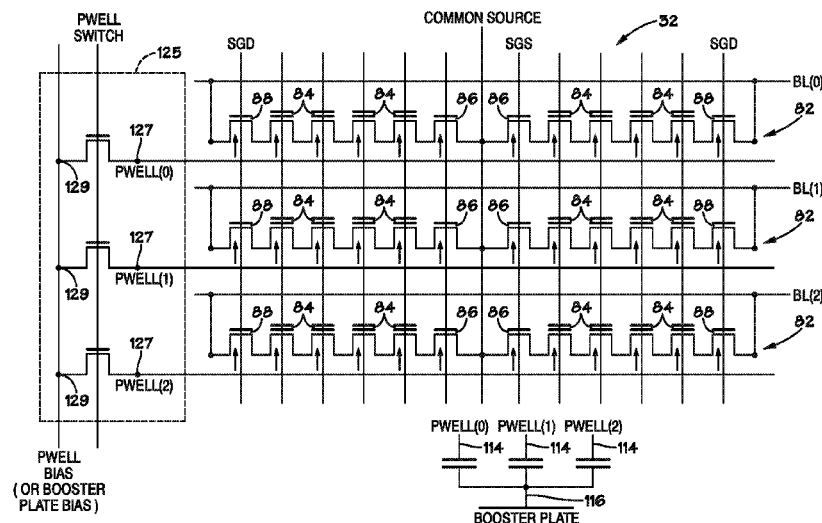 PWELL
SWITCH
125
COMMON SOURCE
32
SGD
SGS
SGD
BL(0)
88
84
84
86
86
84
84
88
82
127
129
PWELL(0)
BL(1)
88
84
84
86
86
84
84
88
82
127
129
PWELL(1)
BL(2)
88
84
84
86
86
84
84
88
82
127
129
PWELL(2)
PWELL
BIAS
( OR BOOSTER
PLATE BIAS )
PWELL(0) PWELL(1) PWELL(2)
114 114 114
116
BOOSTER PLATE